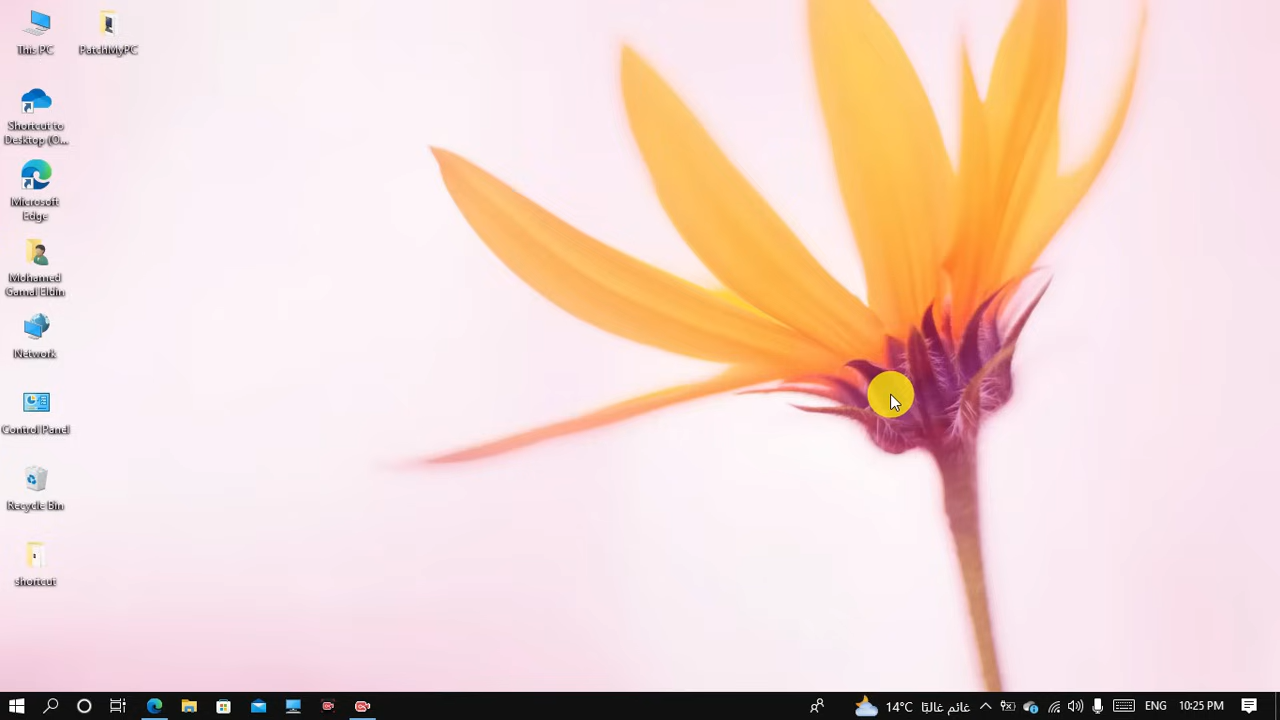 This PC
PatchMyPC
Shortcut to
Desktop (O...
Microsoft
Edge
Mohamed
Gamal Eldin
Network
Control Panel
Recycle Bin
shortcut
14°C غائم غالبًا
ENG
10:25 PM